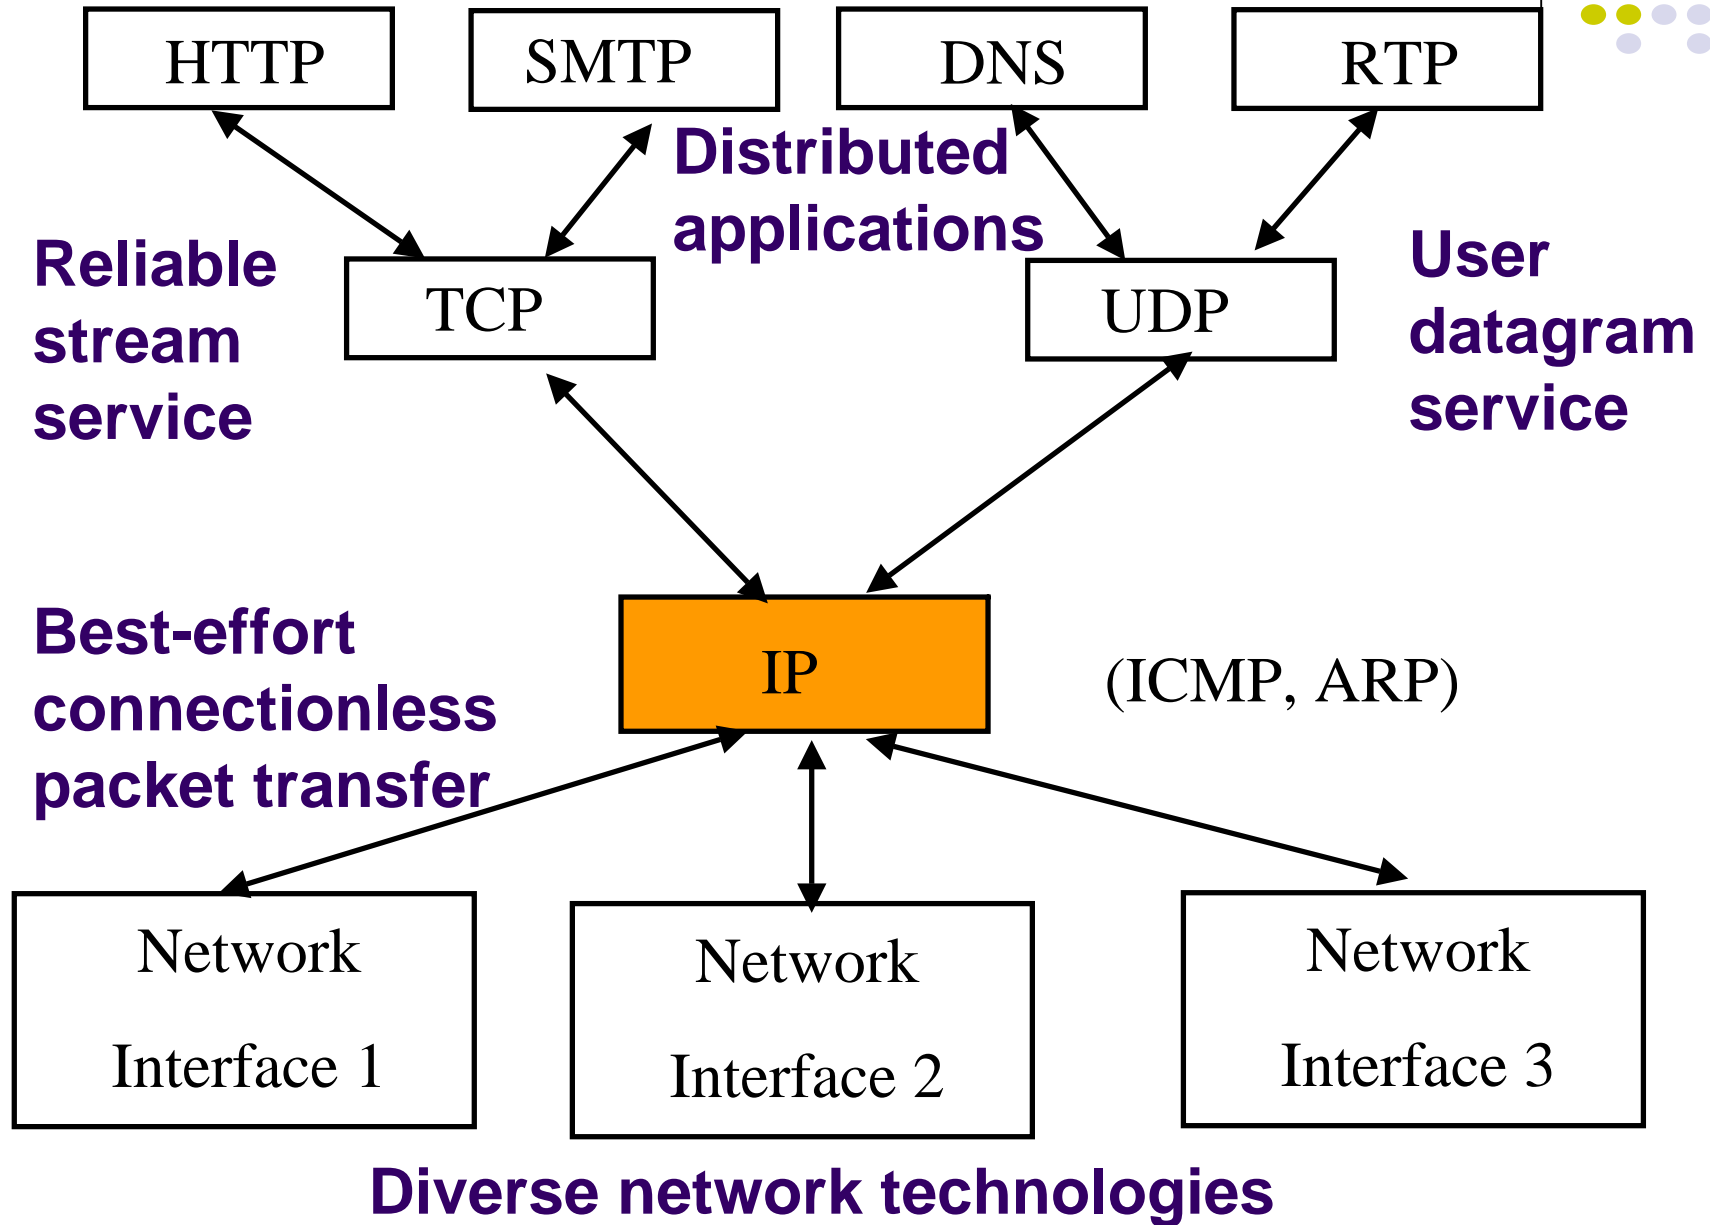 HTTP
SMTP
DNS
RTP
Distributed
applications
Reliable
stream
service
TCP
UDP
User
datagram
service
Best-effort
connectionless
packet transfer
IP
(ICMP, ARP)
Network
Interface 1
Network
Interface 2
Network
Interface 3
Diverse network technologies